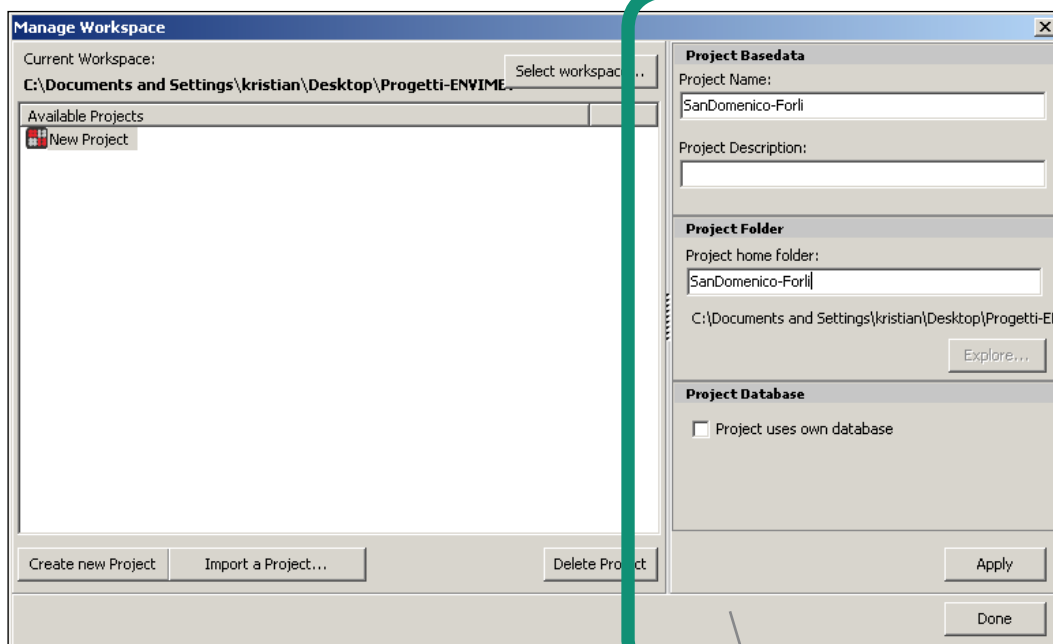 Manage Workspace
Current Workspace:
Select workspac...
C:\Documents and Settings\kristian\Desktop\Progetti-ENVIME
Available Projects
New Project
Create new Project
Import a Project...
Delete Project
Project Basedata
Project Name:
SanDomenico-Forli
Project Description:
Project Folder
Project home folder:
SanDomenico-Forli
C:\Documents and Settings\kristian\Desktop\Progetti-E
Explore...
Project Database
Project uses own database
Apply
Done